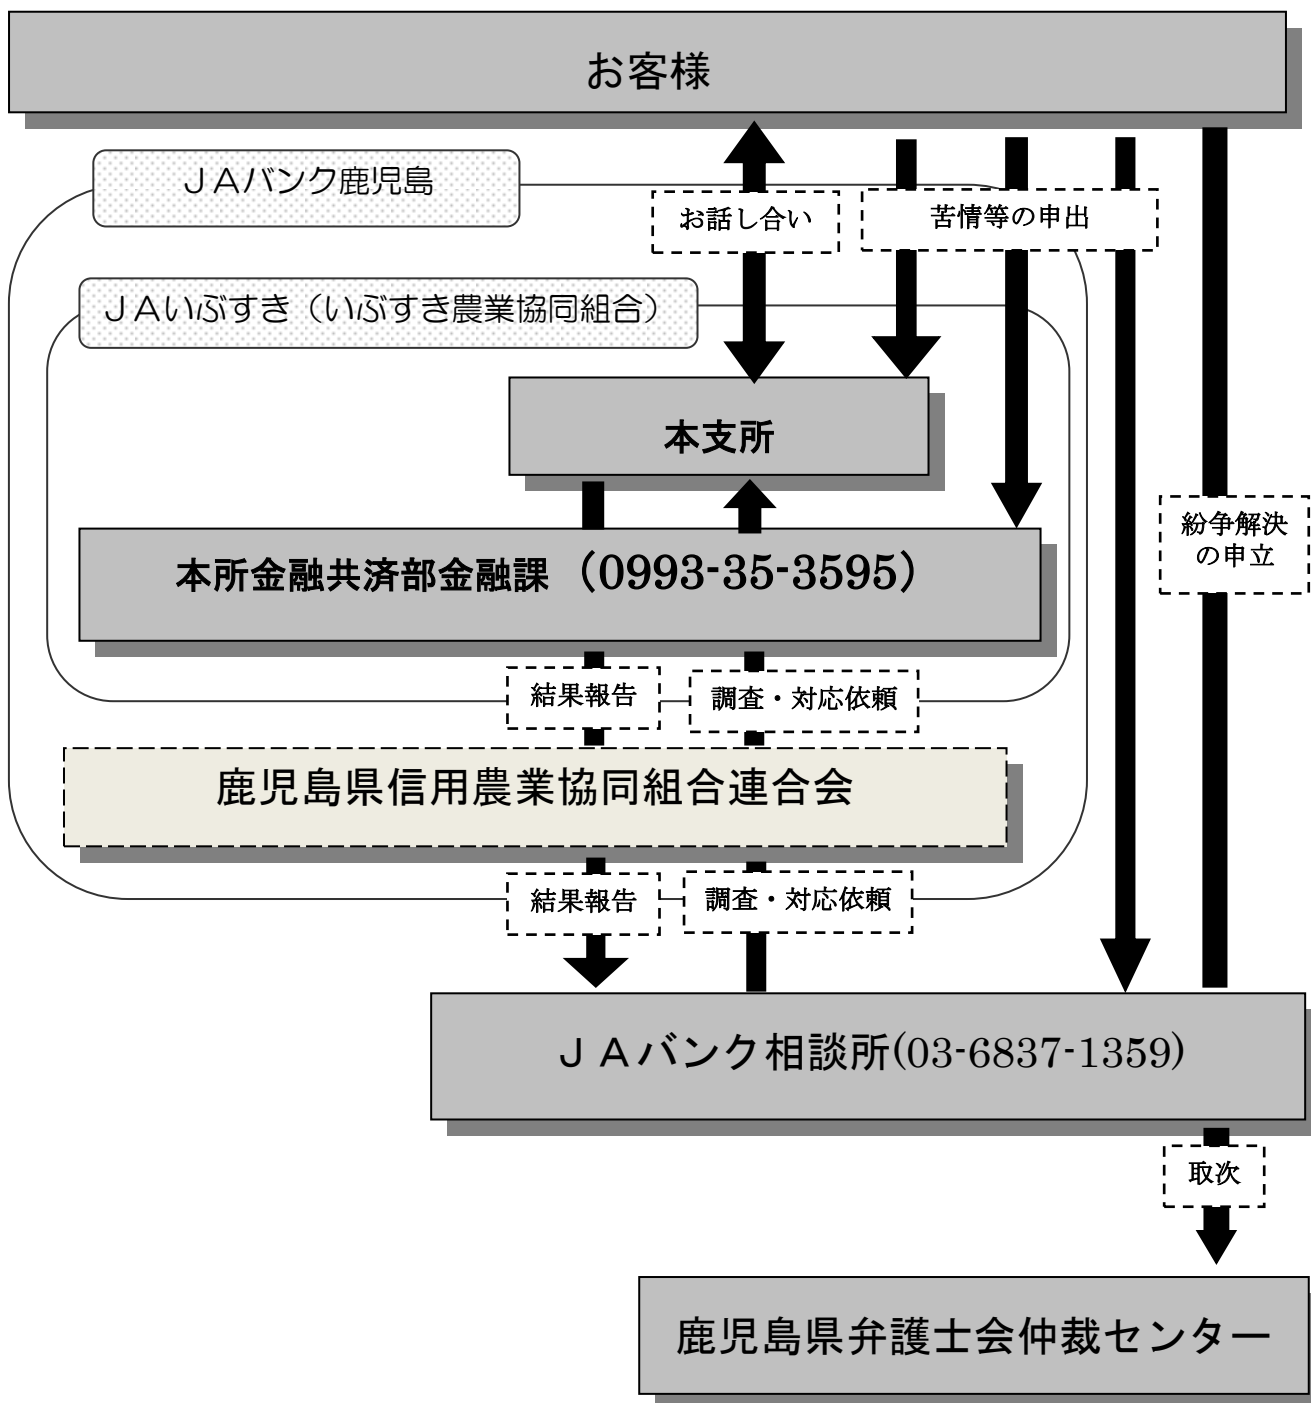 お客様
ＪＡバンク鹿児島
お話し合い
苦情等の申出
ＪＡいぶすき（いぶすき農業協同組合）
本支所
紛争解決
の申立
本所金融共済部金融課（0993-35-3595）
結果報告
調査・対応依頼
鹿児島県信用農業協同組合連合会
結果報告
調査・対応依頼
ＪＡバンク相談所(03-6837-1359)
取次
鹿児島県弁護士会仲裁センター